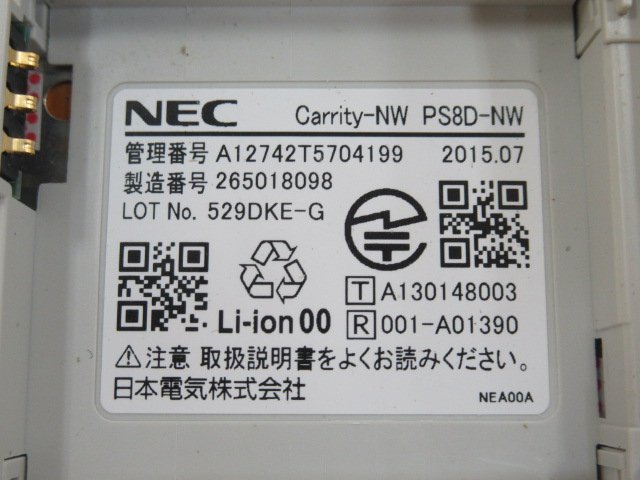 NEC Carrity-NW PS8D-NW
管理番号 A12742T5704199 2015.07
製造番号 265018098
LOT No. 529DKE-G
T A130148003
Li-ion 00 R 001-A01390
⚠注意 取扱説明書をよくお読みください。
日本電気株式会社 NEA00A